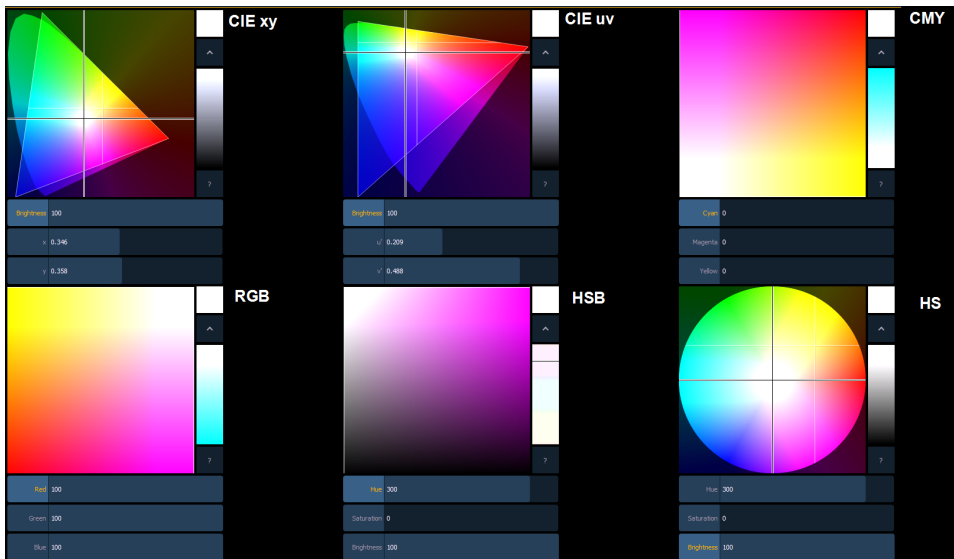 CIE xy
^
?
Brightness 100
x 0.346
y 0.358
CIE uv
^
?
Brightness 100
u' 0.209
v' 0.488
CMY
^
?
Cyan 0
Magenta 0
Yellow 0
RGB
^
?
Red 100
Green 100
Blue 100
HSB
^
?
Hue 300
Saturation 0
Brightness 100
HS
^
?
Hue 300
Saturation 0
Brightness 100